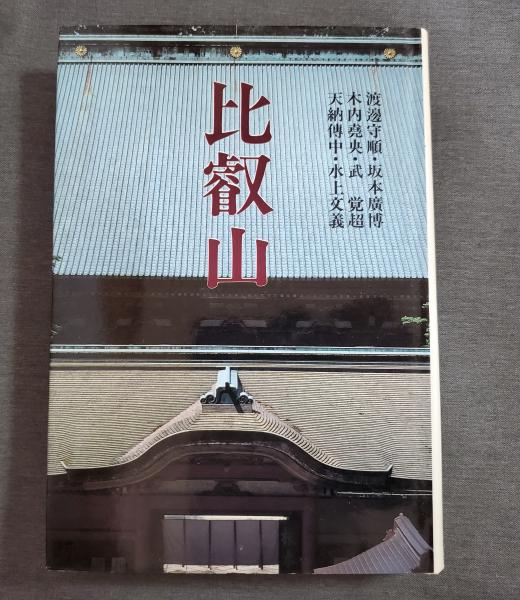 比叡山
渡邊守順・坂本廣博
木内堯央・武 覚超
天納傳中・水上文義